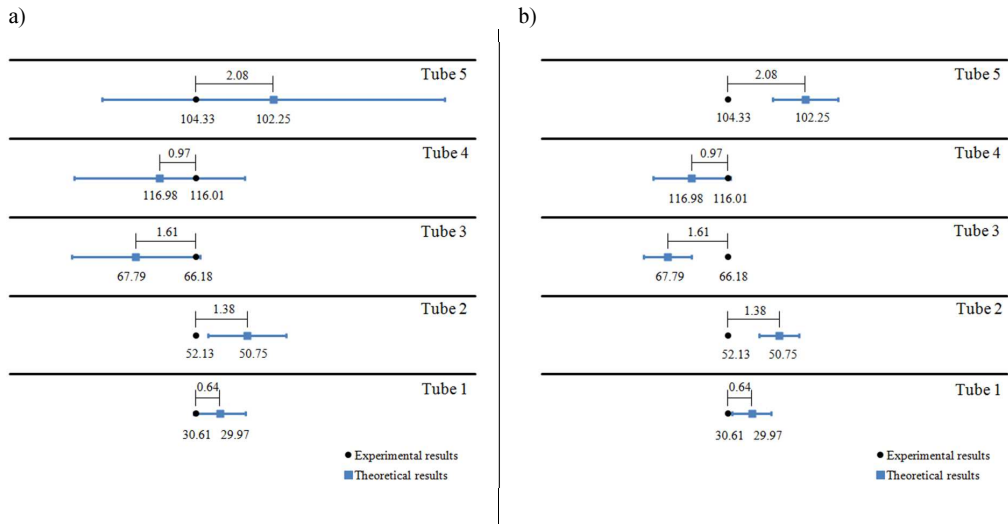 a)
Tube 5
2.08
104.33 102.25
Tube 4
0.97
116.98 116.01
Tube 3
1.61
67.79 66.18
Tube 2
1.38
52.13 50.75
Tube 1
0.64
30.61 29.97
Experimental results
Theoretical results
b)
Tube 5
2.08
104.33 102.25
Tube 4
0.97
116.98 116.01
Tube 3
1.61
67.79 66.18
Tube 2
1.38
52.13 50.75
Tube 1
0.64
30.61 29.97
Experimental results
Theoretical results